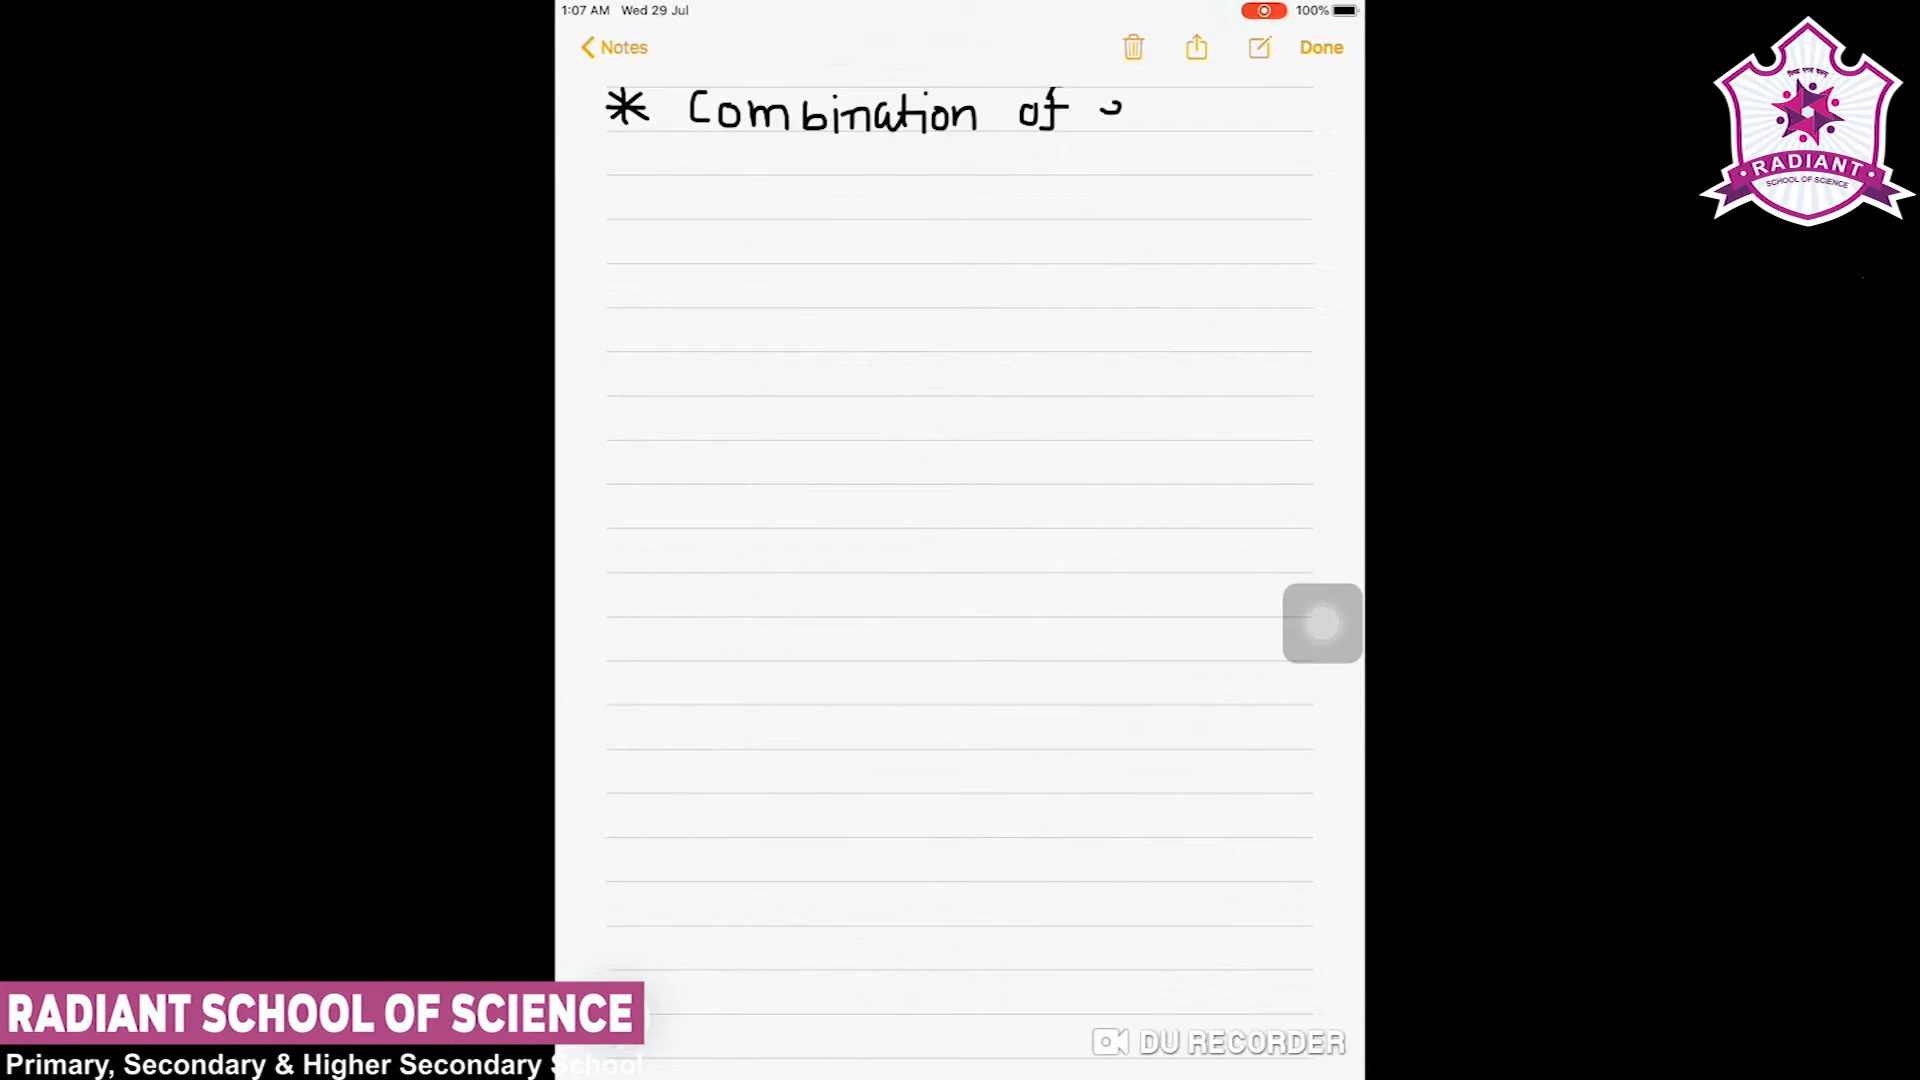 1:07 AM Wed 29 Jul 100%
Notes Done
* Combination of
RADIANT
SCHOOL OF SCIENCE
RADIANT SCHOOL OF SCIENCE
Primary, Secondary & Higher Secondary School
DU RECORDER